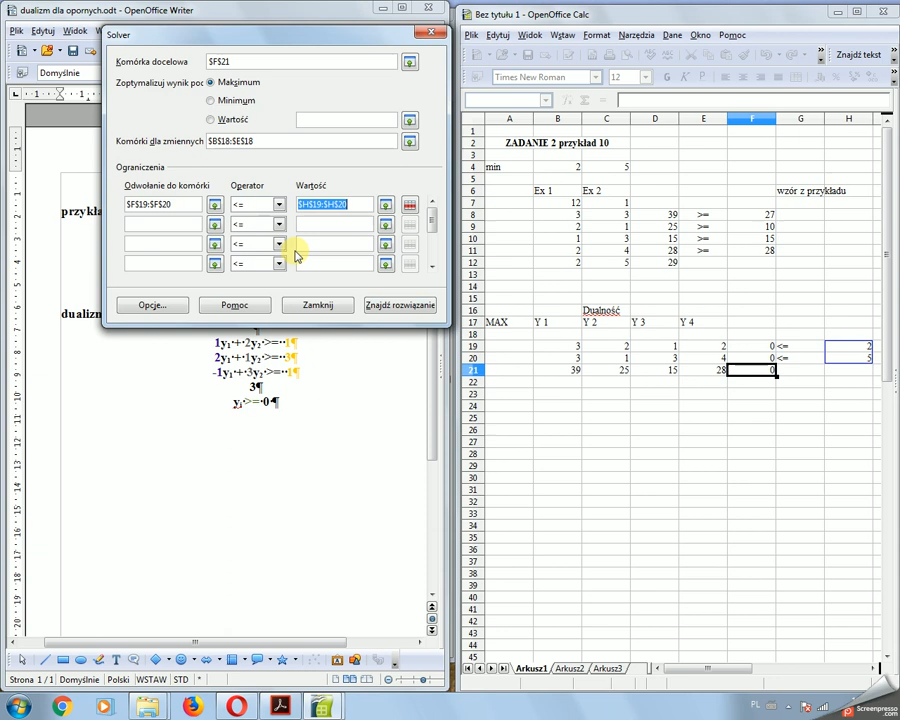 dualizm dla opornych.odt - OpenOffice Writer
Plik Edytuj Widok
Domyślnie
przykła
dualizm
1y₁·+·2y₂·>=··1¶
2y₁·+·1y₂·>=··3¶
-1y₁·+·3y₂·>=··1¶
3¶
yᵢ·>=·0·¶
Strona 1 / 1 Domyślnie Polski WSTAW STD *
Solver
Komórka docelowa $F$21
Zoptymalizuj wynik poc Maksimum
Minimum
Wartość
Komórki dla zmiennych $B$18:$E$18
Ograniczenia
Odwołanie do komórki Operator Wartość
$F$19:$F$20 <= $H$19:$H$20
<=
<=
<=
Opcje... Pomoc Zamknij Znajdź rozwiązanie
Bez tytułu 1 - OpenOffice Calc
Plik Edytuj Widok Wstaw Format Narzędzia Dane Okno Pomoc
Znajdź tekst
Times New Roman 12
A B C D E F G H
1
2 ZADANIE 2 przykład 10
3
4 min 2 5
5
6 Ex 1 Ex 2 wzór z przykładu
7 12 1
8 3 3 39 >= 27
9 2 1 25 >= 10
10 1 3 15 >= 15
11 2 4 28 >= 28
12 2 5 29
13
14
15
16 Dualność
17 MAX Y 1 Y 2 Y 3 Y 4
18
19 3 2 1 2 0 <= 2
20 3 1 3 4 0 <= 5
21 39 25 15 28 0
22
23
24
25
26
27
28
29
30
31
32
33
34
35
36
37
38
39
40
41
42
43
44
45
Arkusz1 Arkusz2 Arkusz3
PL
Screenpresso
.com